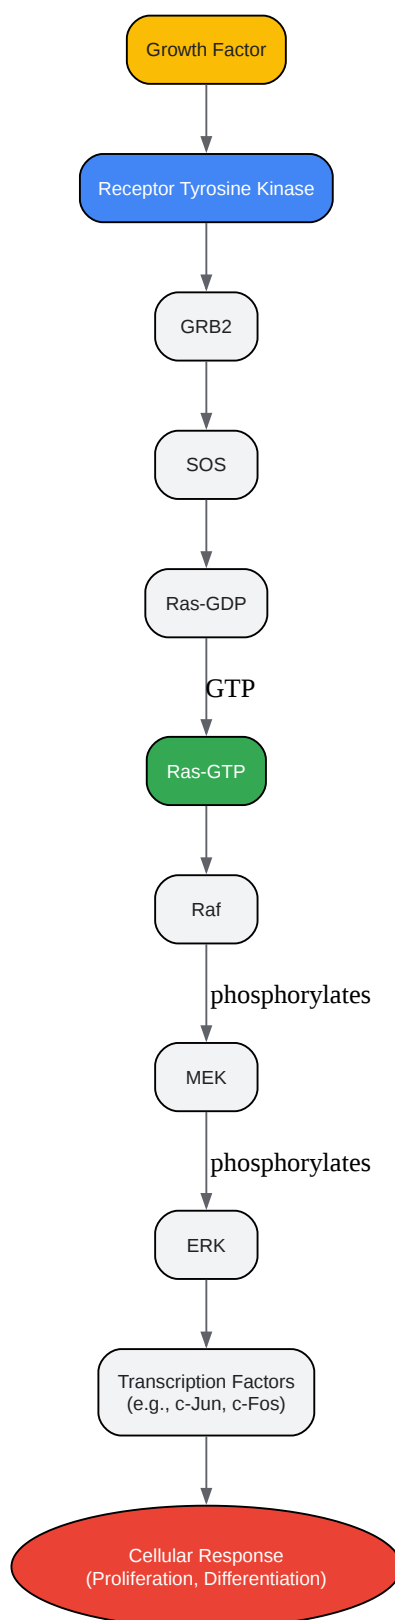 Growth Factor
Receptor Tyrosine Kinase
GRB2
SOS
Ras-GDP
GTP
Ras-GTP
Raf
phosphorylates
MEK
phosphorylates
ERK
Transcription Factors
(e.g., c-Jun, c-Fos)
Cellular Response
(Proliferation, Differentiation)